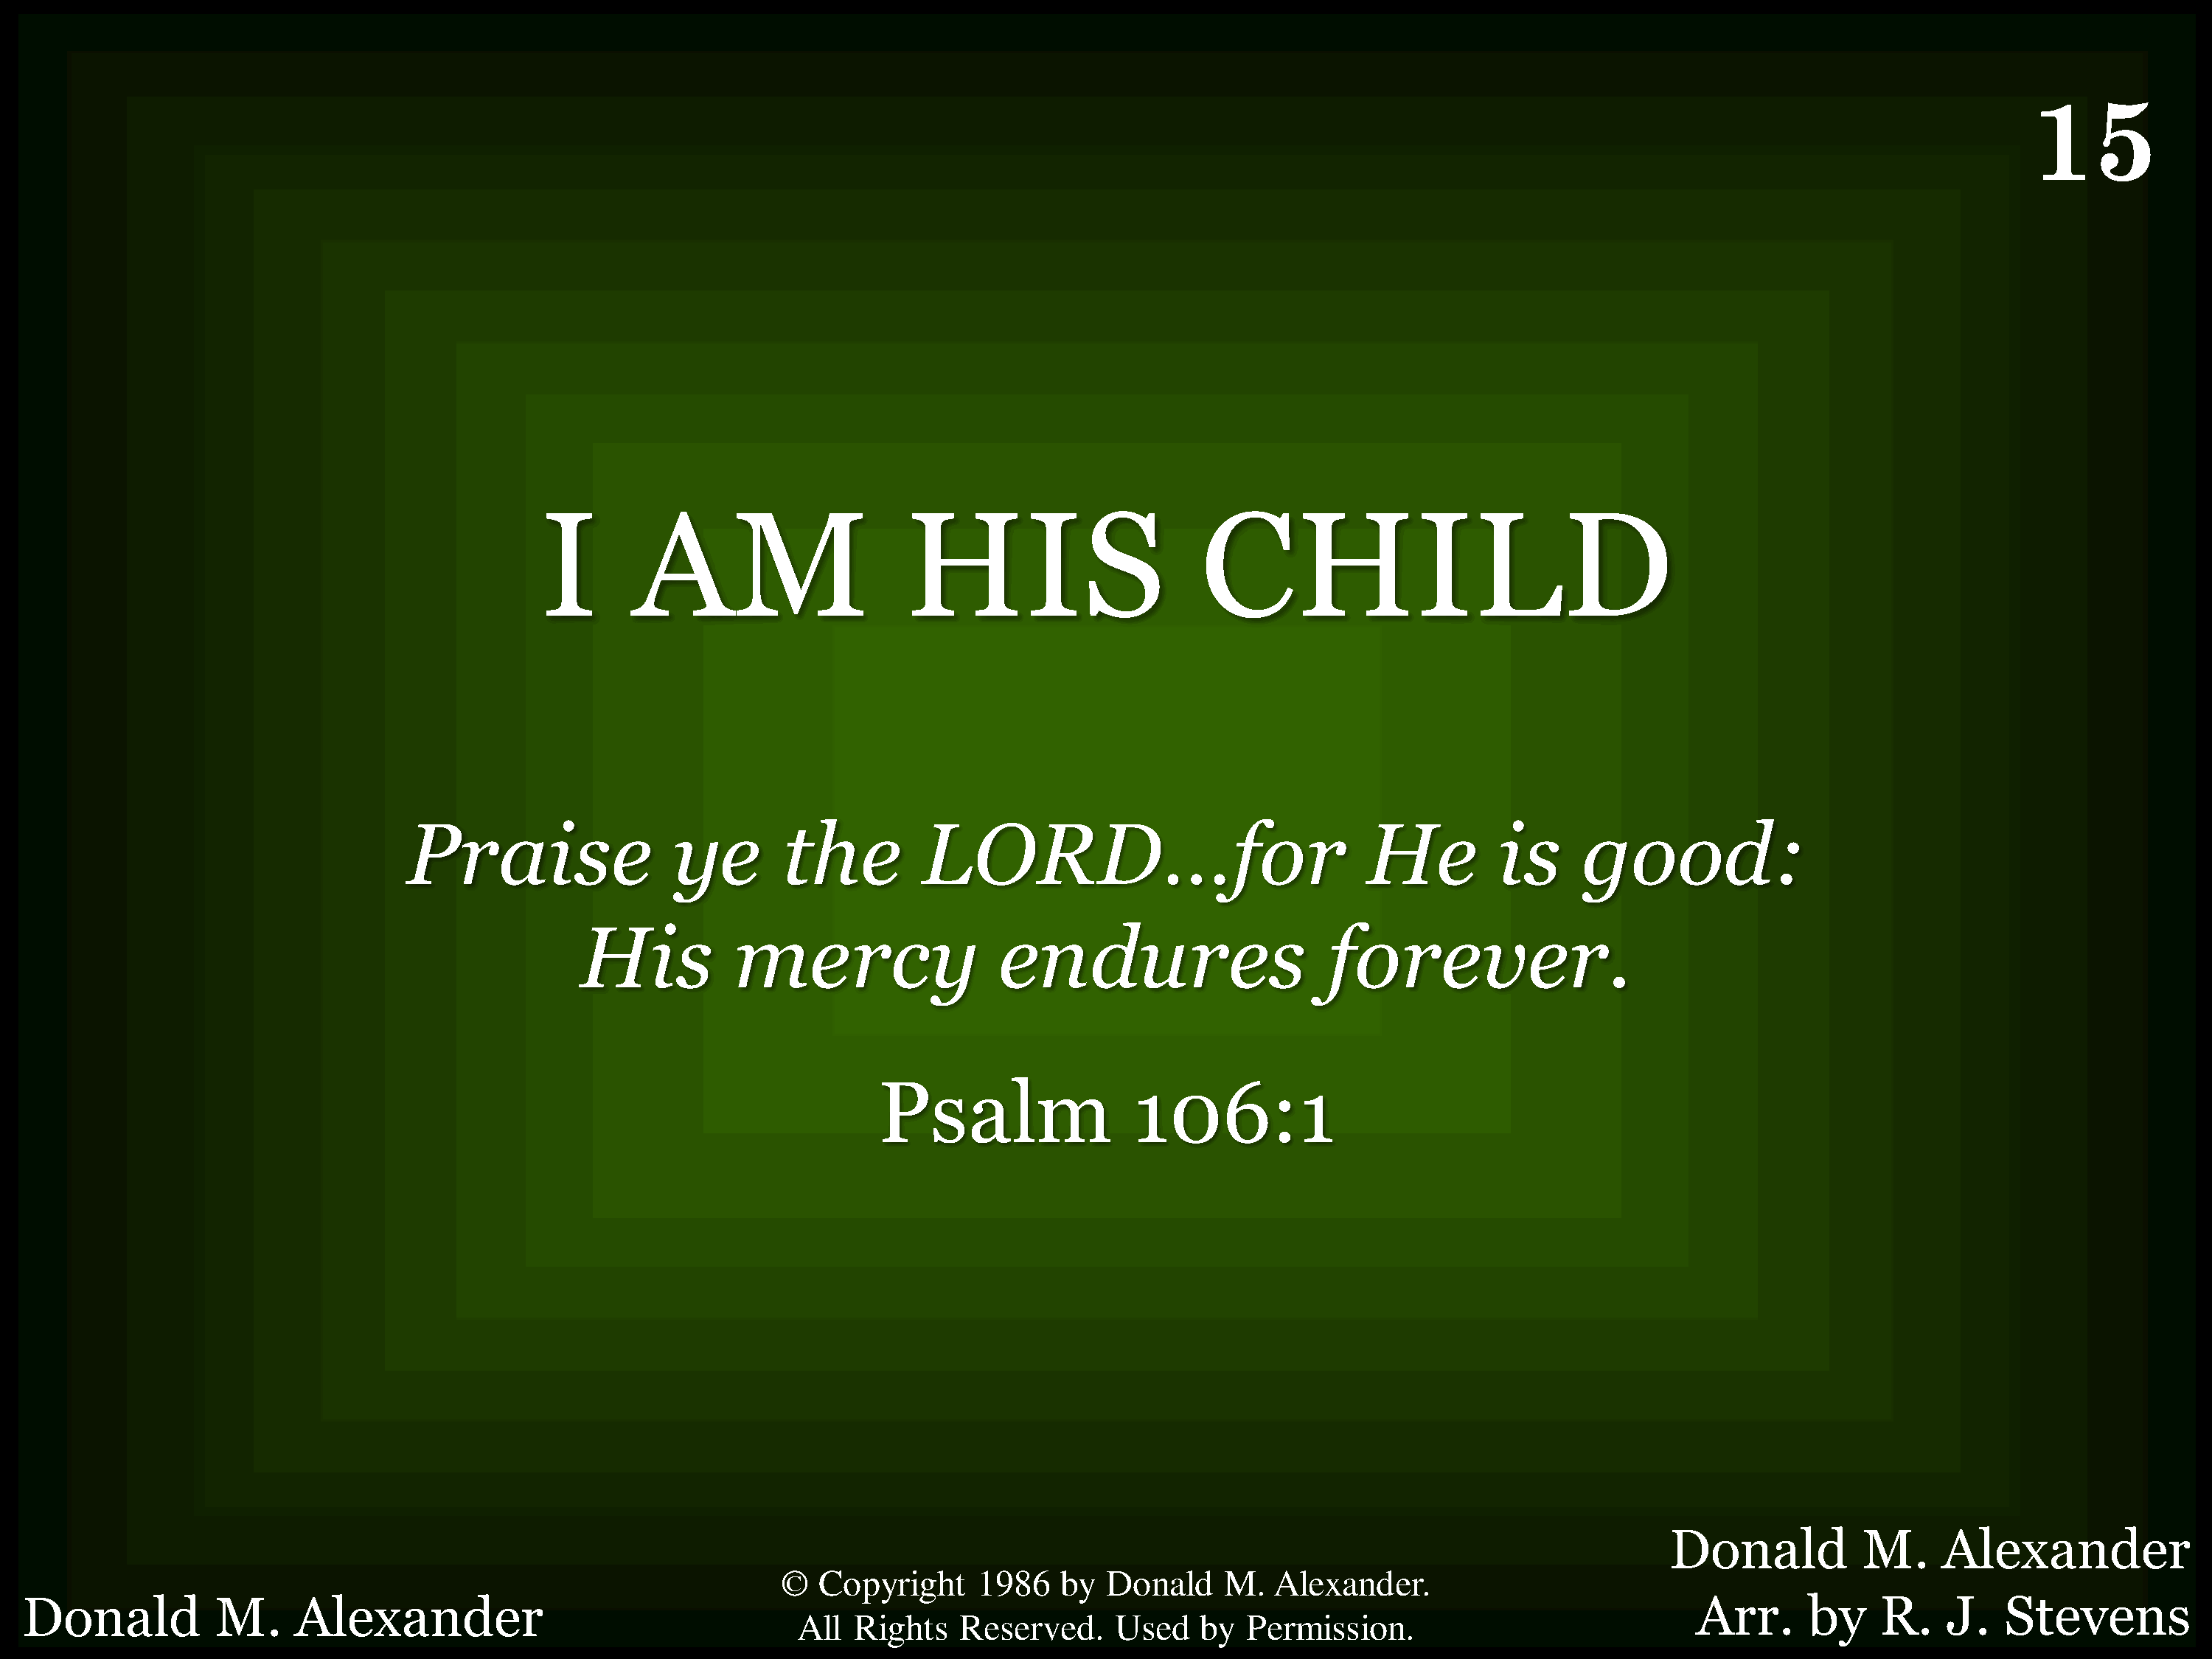 15
I AM HIS CHILD
Praise ye the LORD...for He is good:
His mercy endures forever.
Psalm 106:1
Donald M. Alexander
© Copyright 1986 by Donald M. Alexander.
All Rights Reserved. Used by Permission.
Donald M. Alexander
Arr. by R. J. Stevens